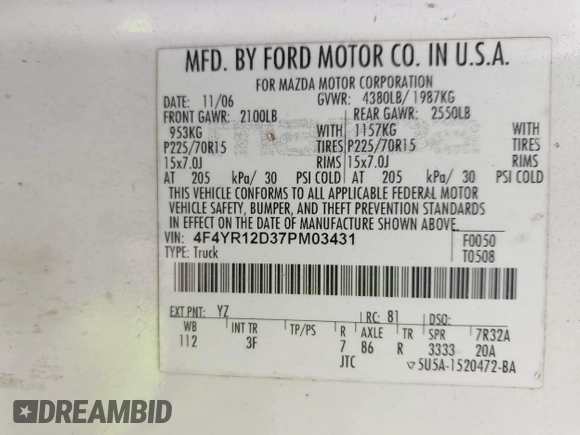 MFD. BY FORD MOTOR CO. IN U.S.A.
FOR MAZDA MOTOR CORPORATION
DATE: 11/06 GVWR: 4380LB/ 1987KG
FRONT GAWR: 2100LB REAR GAWR: 2550LB
953KG WITH 1157KG WITH
P225/70R15 TIRES P225/70R15 TIRES
15x7.0J RIMS 15x7.0J RIMS
AT 205 kPa/ 30 PSI COLD AT 205 kPa/ 30 PSI COLD
THIS VEHICLE CONFORMS TO ALL APPLICABLE FEDERAL MOTOR
VEHICLE SAFETY, BUMPER, AND THEFT PREVENTION STANDARDS
IN EFFECT ON THE DATE OF MANUFACTURE SHOWN ABOVE.
VIN: 4F4YR12D37PM03431 F0050
TYPE: Truck T0508
EXT PNT: YZ RC: 81 DSO:
WB INT TR TP/PS R AXLE TR SPR 7R32A
112 3F 7 86 R 3333 20A
JTC 5U5A-1520472-BA
DREAMBID